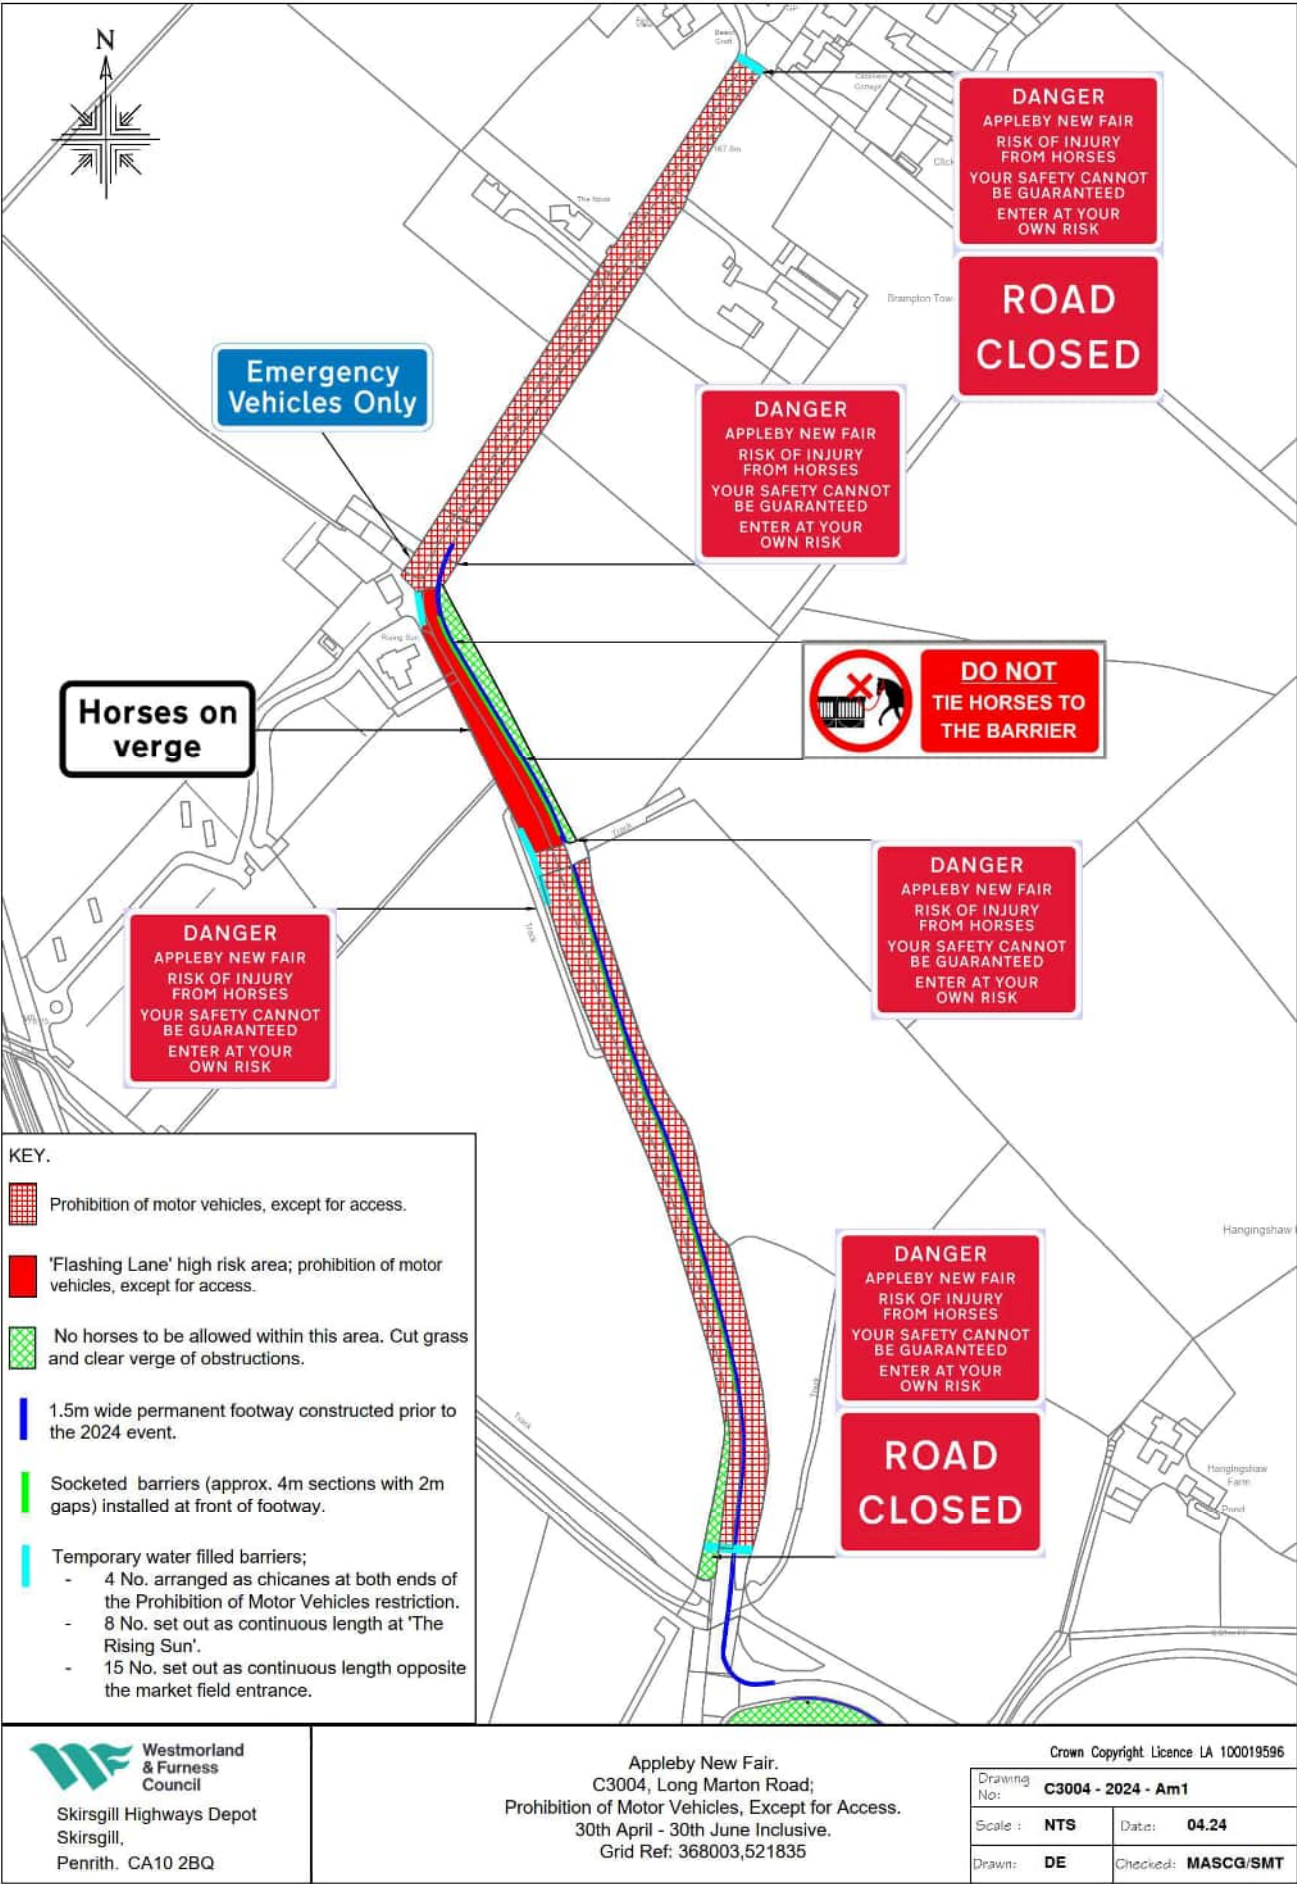 N
DANGER
APPLEBY NEW FAIR
RISK OF INJURY
FROM HORSES
YOUR SAFETY CANNOT
BE GUARANTEED
ENTER AT YOUR
OWN RISK
ROAD
CLOSED
The
Brampton Tow
Emergency
Vehicles Only
DANGER
APPLEBY NEW FAIR
RISK OF INJURY
FROM HORSES
YOUR SAFETY CANNOT
BE GUARANTEED
ENTER AT YOUR
OWN RISK
Rising Sun
DO NOT
TIE HORSES TO
THE BARRIER
Horses on
verge
Track
DANGER
APPLEBY NEW FAIR
RISK OF INJURY
FROM HORSES
YOUR SAFETY CANNOT
BE GUARANTEED
ENTER AT YOUR
OWN RISK
DANGER
APPLEBY NEW FAIR
RISK OF INJURY
FROM HORSES
YOUR SAFETY CANNOT
BE GUARANTEED
ENTER AT YOUR
OWN RISK
Track
KEY.
Prohibition of motor vehicles, except for access.
'Flashing Lane' high risk area; prohibition of motor
vehicles, except for access.
No horses to be allowed within this area. Cut grass
and clear verge of obstructions.
1.5m wide permanent footway constructed prior to
the 2024 event.
Socketed barriers (approx. 4m sections with 2m
gaps) installed at front of footway.
Temporary water filled barriers;
- 4 No. arranged as chicanes at both ends of
the Prohibition of Motor Vehicles restriction.
- 8 No. set out as continuous length at 'The
Rising Sun'.
- 15 No. set out as continuous length opposite
the market field entrance.
Hangingshaw
DANGER
APPLEBY NEW FAIR
RISK OF INJURY
FROM HORSES
YOUR SAFETY CANNOT
BE GUARANTEED
ENTER AT YOUR
OWN RISK
ROAD
CLOSED
Track
Track
Hangingshaw
Farm
Pond
Westmorland
& Furness
Council
Skirsgill Highways Depot
Skirsgill,
Penrith. CA10 2BQ
Appleby New Fair.
C3004, Long Marton Road;
Prohibition of Motor Vehicles, Except for Access.
30th April - 30th June Inclusive.
Grid Ref: 368003,521835
Crown Copyright Licence LA 100019596
Drawing No: C3004 - 2024 - Am1
Scale : NTS Date: 04.24
Drawn: DE Checked: MASCG/SMT